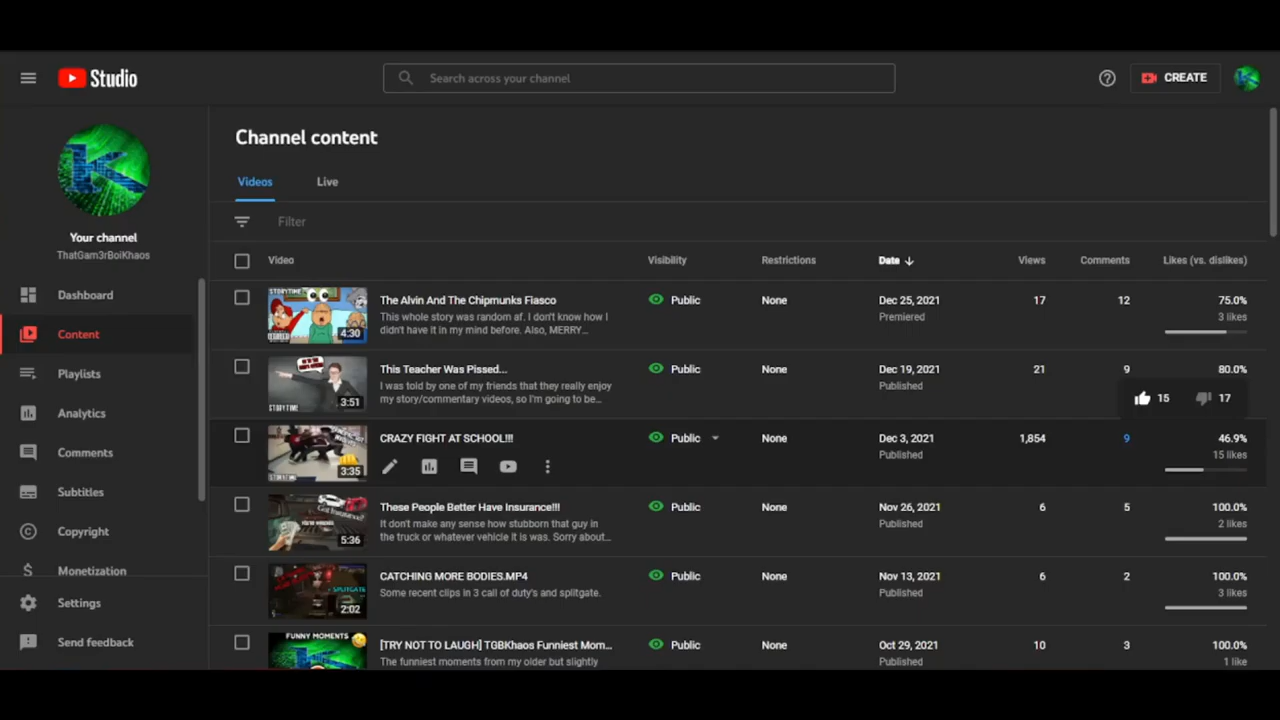 Studio
Search across your channel
CREATE
Your channel
ThatGam3rBoiKhaos
Dashboard
Content
Playlists
Analytics
Comments
Subtitles
Copyright
Monetization
Settings
Send feedback
Channel content
Videos Live
Filter
Video Visibility Restrictions Date Views Comments Likes (vs. dislikes)
STORYTIME
4:30
The Alvin And The Chipmunks Fiasco
This whole story was random af. I don't know how I
didn't have it in my mind before. Also, MERRY...
Public None Dec 25, 2021 17 12 75.0%
Premiered 3 likes
STORYTIME
3:51
This Teacher Was Pissed...
I was told by one of my friends that they really enjoy
my story/commentary videos, so I'm going to be...
Public None Dec 19, 2021 21 9 80.0%
Published
15 17
STORYTIME
3:35
CRAZY FIGHT AT SCHOOL!!!
Public None Dec 3, 2021 1,854 9 46.9%
Published 15 likes
Got Insurance?
5:36
These People Better Have Insurance!!!
It don't make any sense how stubborn that guy in
the truck or whatever vehicle it is was. Sorry about...
Public None Nov 26, 2021 6 5 100.0%
Published 2 likes
SPLITGATE
2:02
CATCHING MORE BODIES.MP4
Some recent clips in 3 call of duty's and splitgate.
Public None Nov 13, 2021 6 2 100.0%
Published 3 likes
FUNNY MOMENTS
[TRY NOT TO LAUGH] TGBKhaos Funniest Mom...
The funniest moments from my older but slightly
Public None Oct 29, 2021 10 3 100.0%
Published 1 like